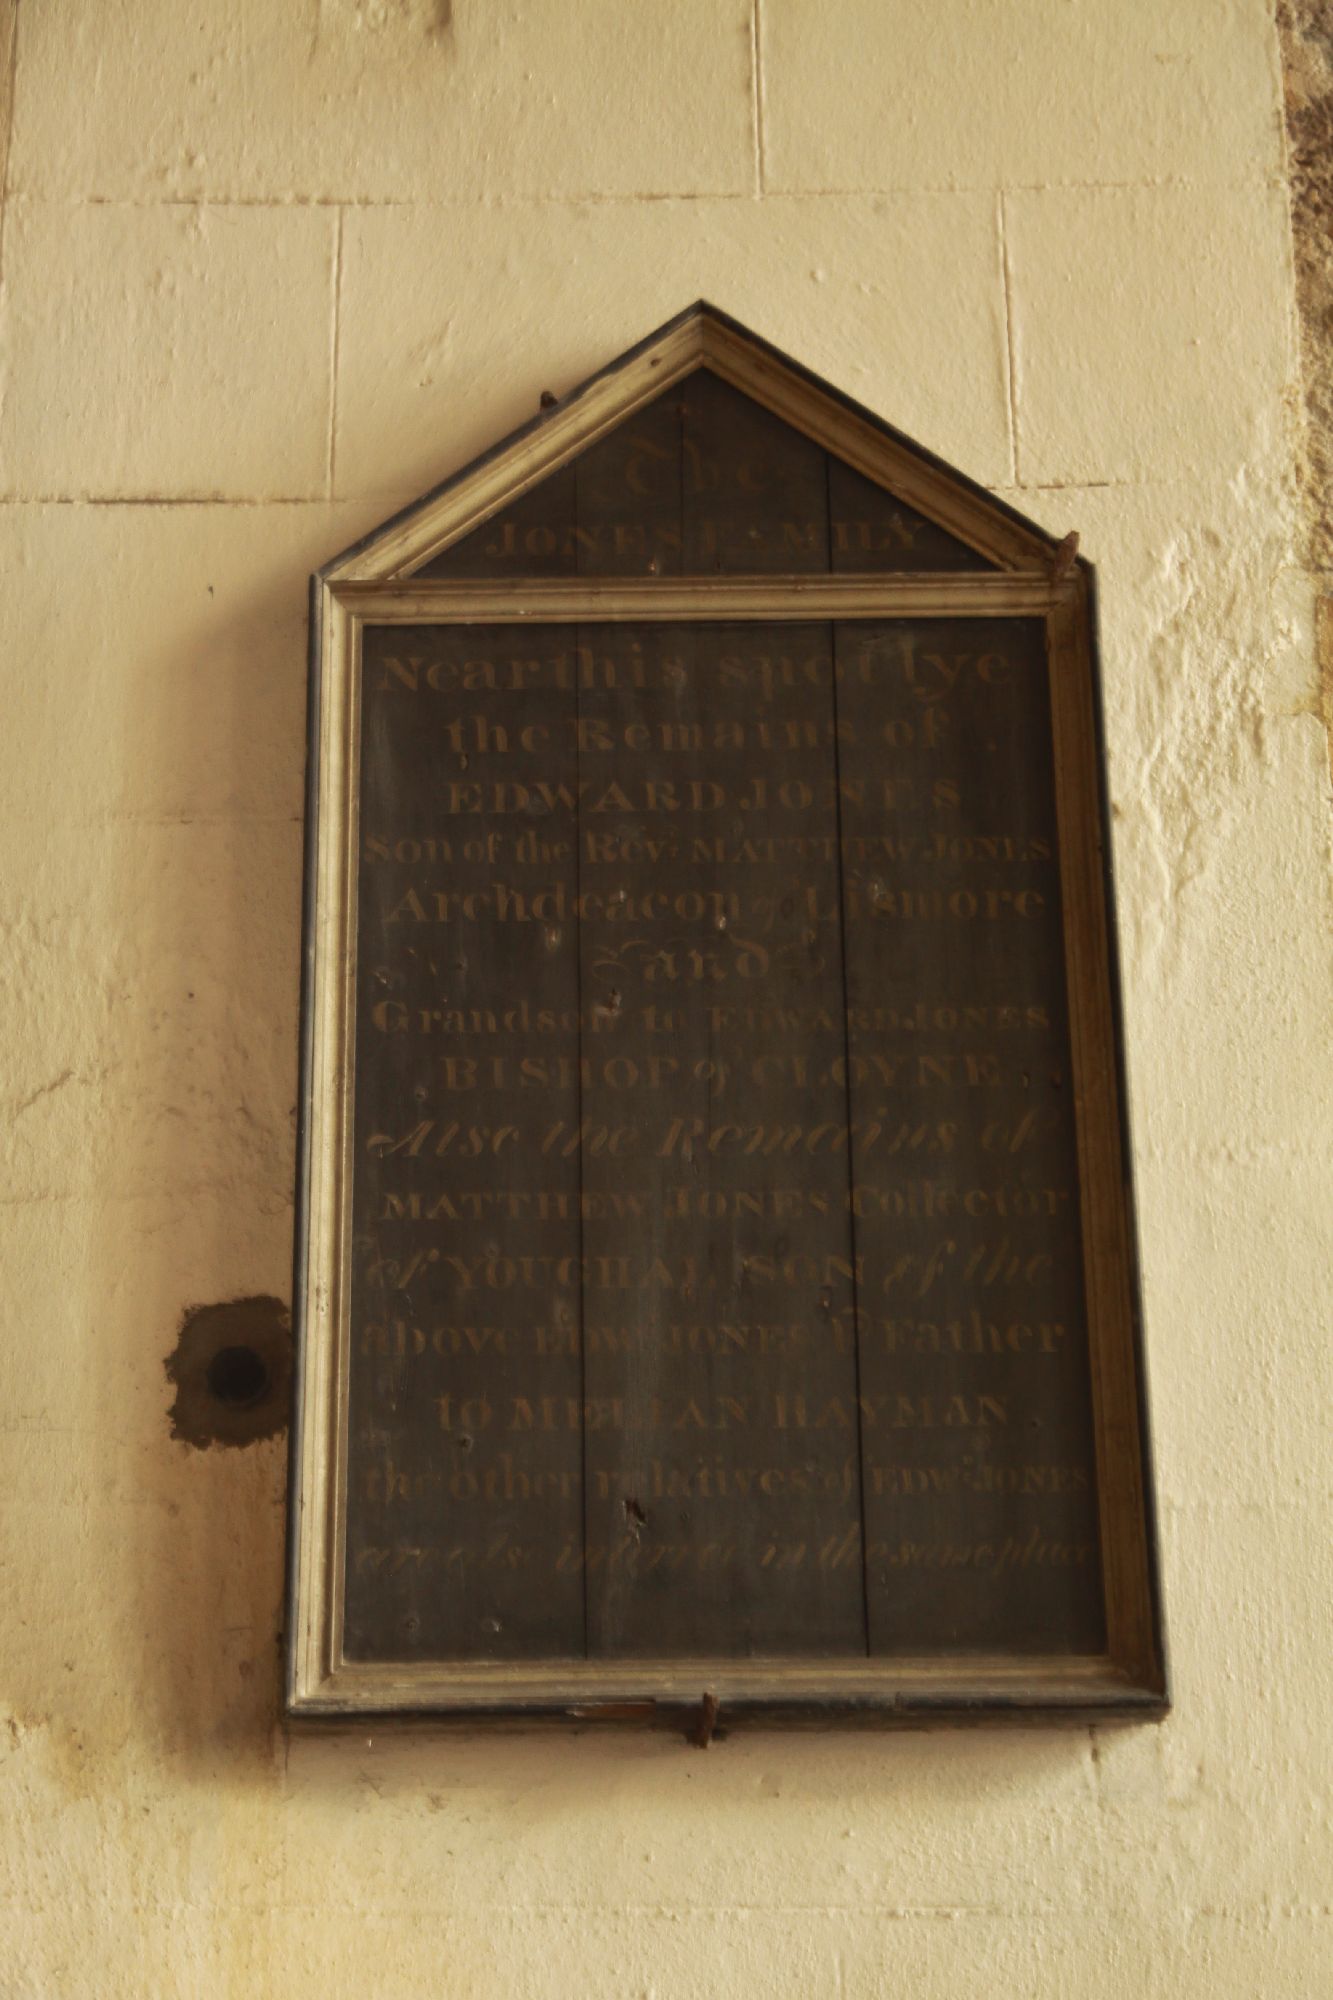 The
JONES FAMILY
Near this spot lye
the Remains of
EDWARD JONES
Son of the Revd. MATTHEW JONES
Archdeacon of Lismore
and
Grandson to EDWARD JONES
BISHOP of CLOYNE.
Also the Remains of
MATTHEW JONES Collector
of YOUGHAL SON of the
above EDWd. JONES & Father
to MELIAN HAYMAN.
the other relatives of EDWd. JONES
are also interred in the same place